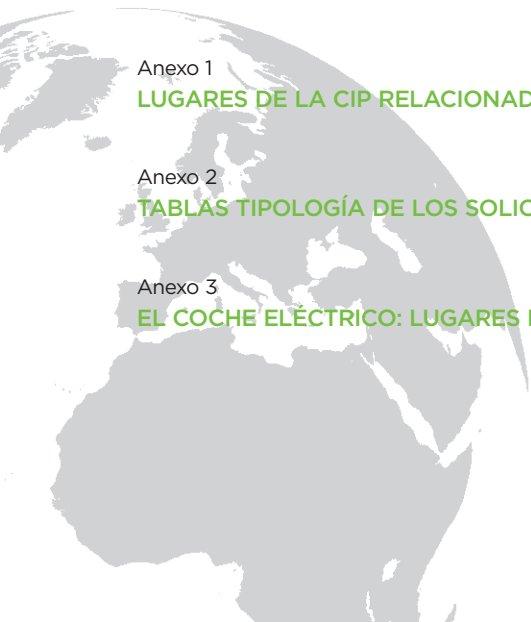 Anexo 1
LUGARES DE LA CIP RELACIONAD
Anexo 2
TABLAS TIPOLOGÍA DE LOS SOLIC
Anexo 3
EL COCHE ELÉCTRICO: LUGARES